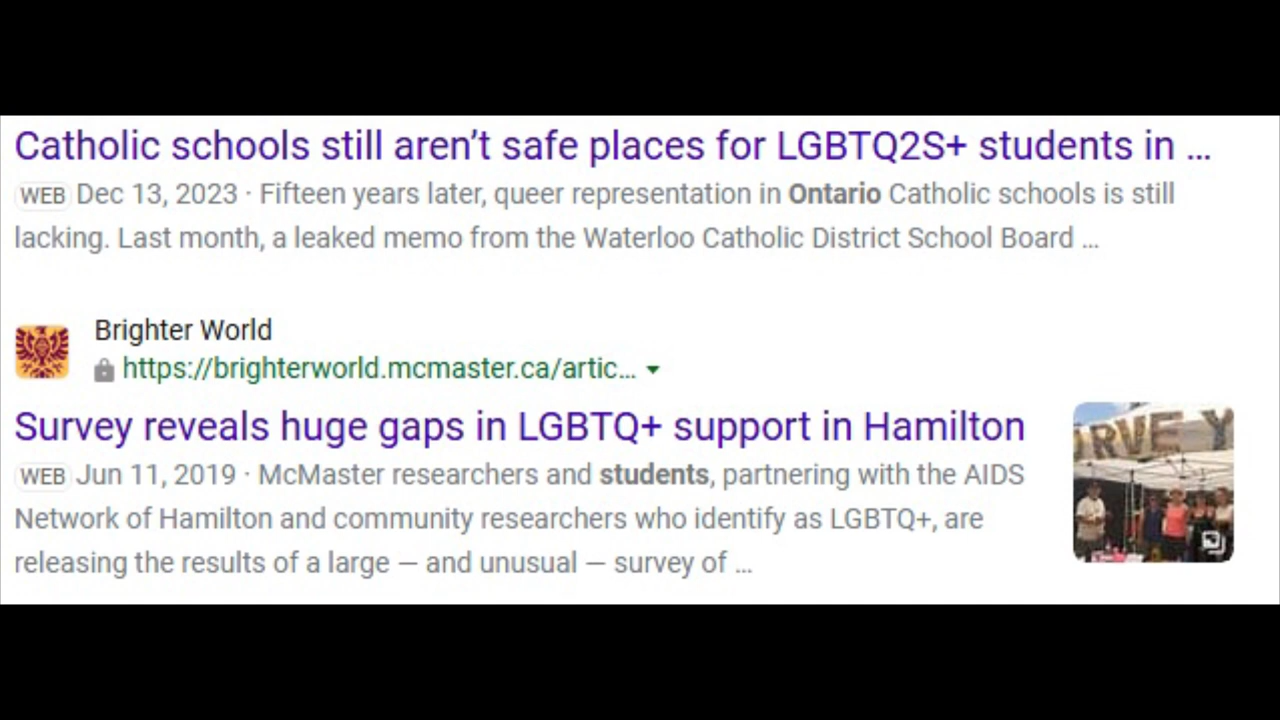 Catholic schools still aren’t safe places for LGBTQ2S+ students in ...
WEB Dec 13, 2023 · Fifteen years later, queer representation in Ontario Catholic schools is still
lacking. Last month, a leaked memo from the Waterloo Catholic District School Board ...
Brighter World
https://brighterworld.mcmaster.ca/artic...
Survey reveals huge gaps in LGBTQ+ support in Hamilton
RVE Y
WEB Jun 11, 2019 · McMaster researchers and students, partnering with the AIDS
Network of Hamilton and community researchers who identify as LGBTQ+, are
releasing the results of a large — and unusual — survey of ...